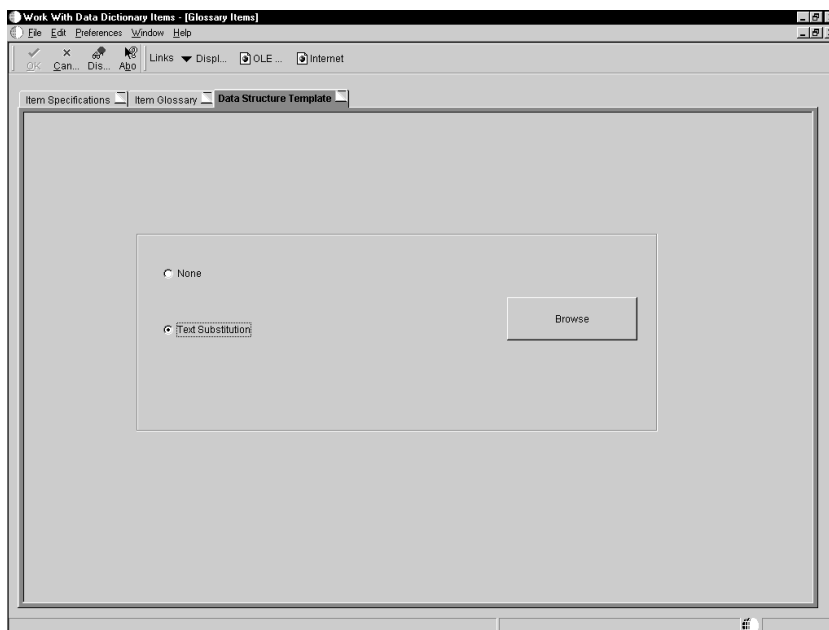 Work With Data Dictionary Items - [Glossary Items]
File Edit Preferences Window Help
OK Can... Dis... Abo Links Displ... OLE ... Internet
Item Specifications Item Glossary Data Structure Template
None
Text Substitution
Browse